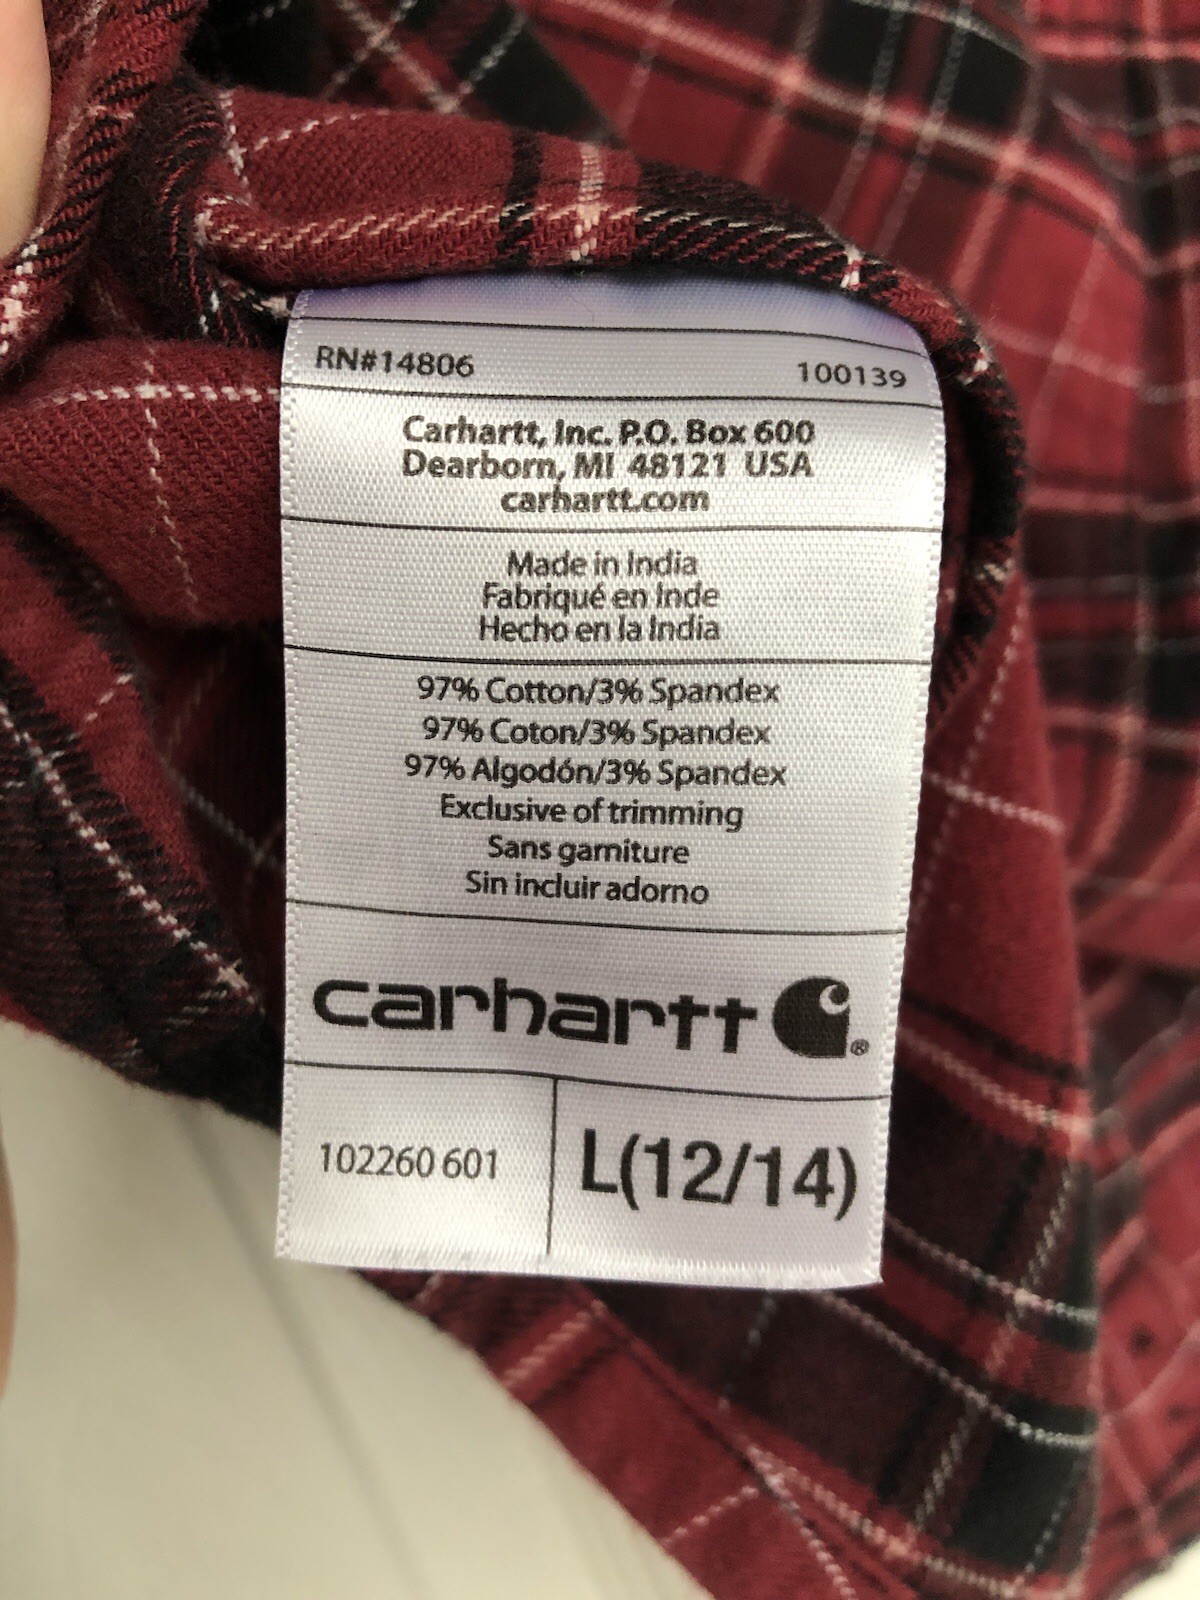 RN#14806 100139
Carhartt, Inc. P.O. Box 600
Dearborn, MI 48121 USA
carhartt.com
Made in India
Fabriqué en Inde
Hecho en la India
97% Cotton/3% Spandex
97% Coton/3% Spandex
97% Algodón/3% Spandex
Exclusive of trimming
Sans garniture
Sin incluir adorno
carhartt ®
102260 601 L(12/14)